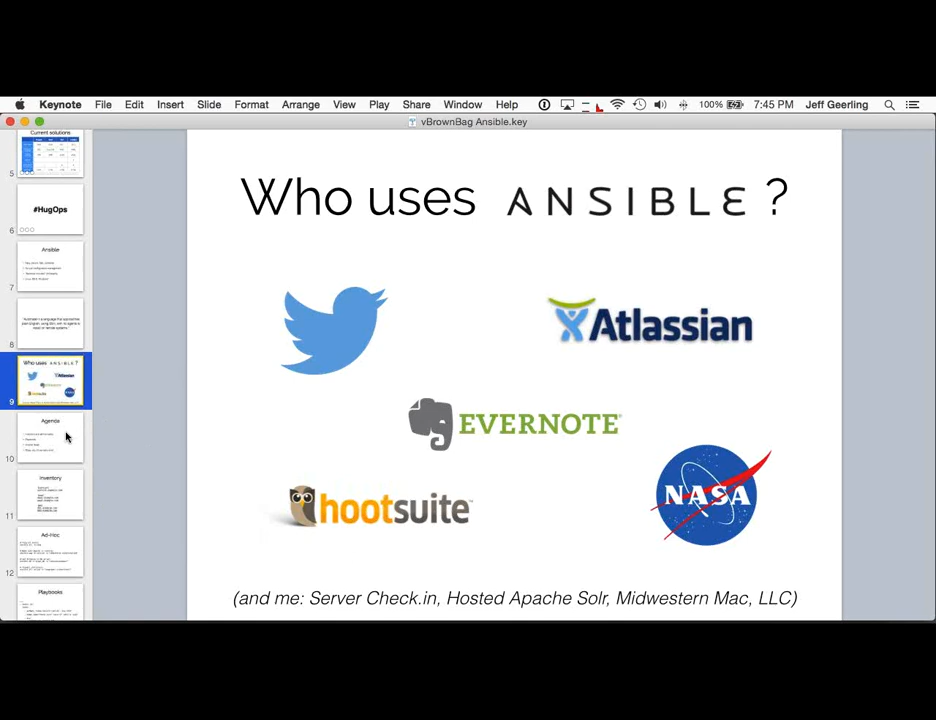 Keynote File Edit Insert Slide Format Arrange View Play Share Window Help 100% 7:45 PM Jeff Geerling
vBrownBag Ansible.key
Current solutions
5
#HugOps
6
Ansible
7
8
Who uses ANSIBLE?
9
Agenda
10
Inventory
11
Ad-Hoc
12
Playbooks
Who uses ANSIBLE ?
Atlassian
EVERNOTE®
hootsuite™
NASA
(and me: Server Check.in, Hosted Apache Solr, Midwestern Mac, LLC)